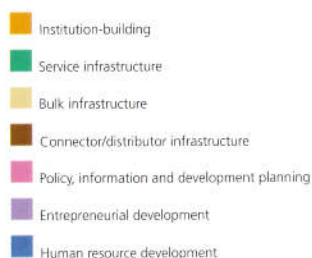 Institution-building
Service infrastructure
Bulk infrastructure
Connector/distributor infrastructure
Policy, information and development planning
Entrepreneurial development
Human resource development